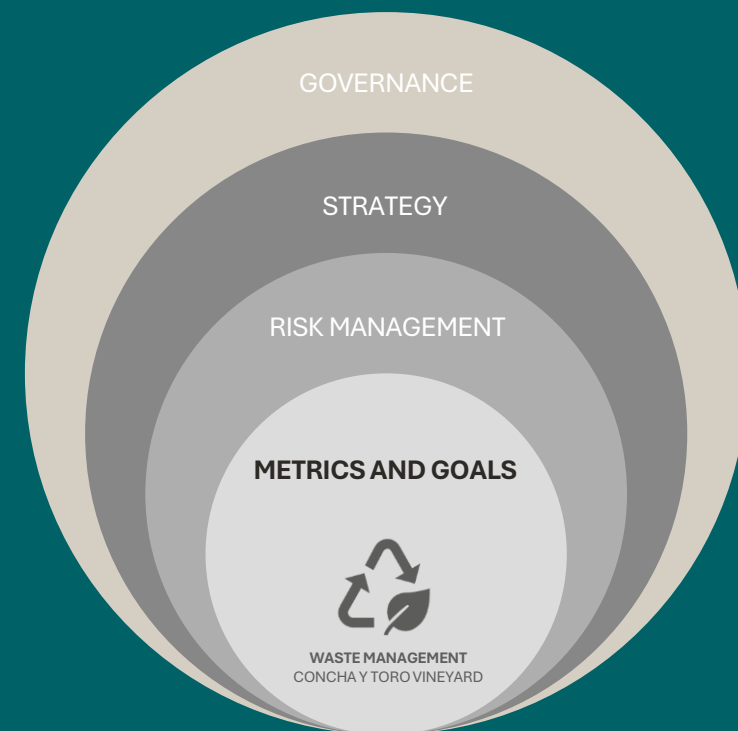 GOVERNANCE
STRATEGY
RISK MANAGEMENT
METRICS AND GOALS
WASTE MANAGEMENT
CONCHA Y TORO VINEYARD